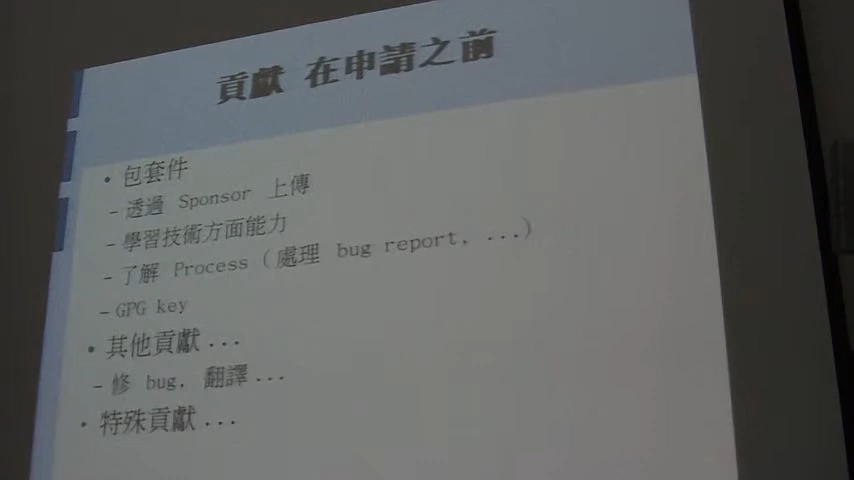 貢獻 在申請之前
• 包套件
– 透過 Sponsor 上傳
– 學習技術方面能力
– 了解 Process (處理 bug report, ...)
– GPG key
• 其他貢獻...
– 修 bug, 翻譯...
• 特殊貢獻...